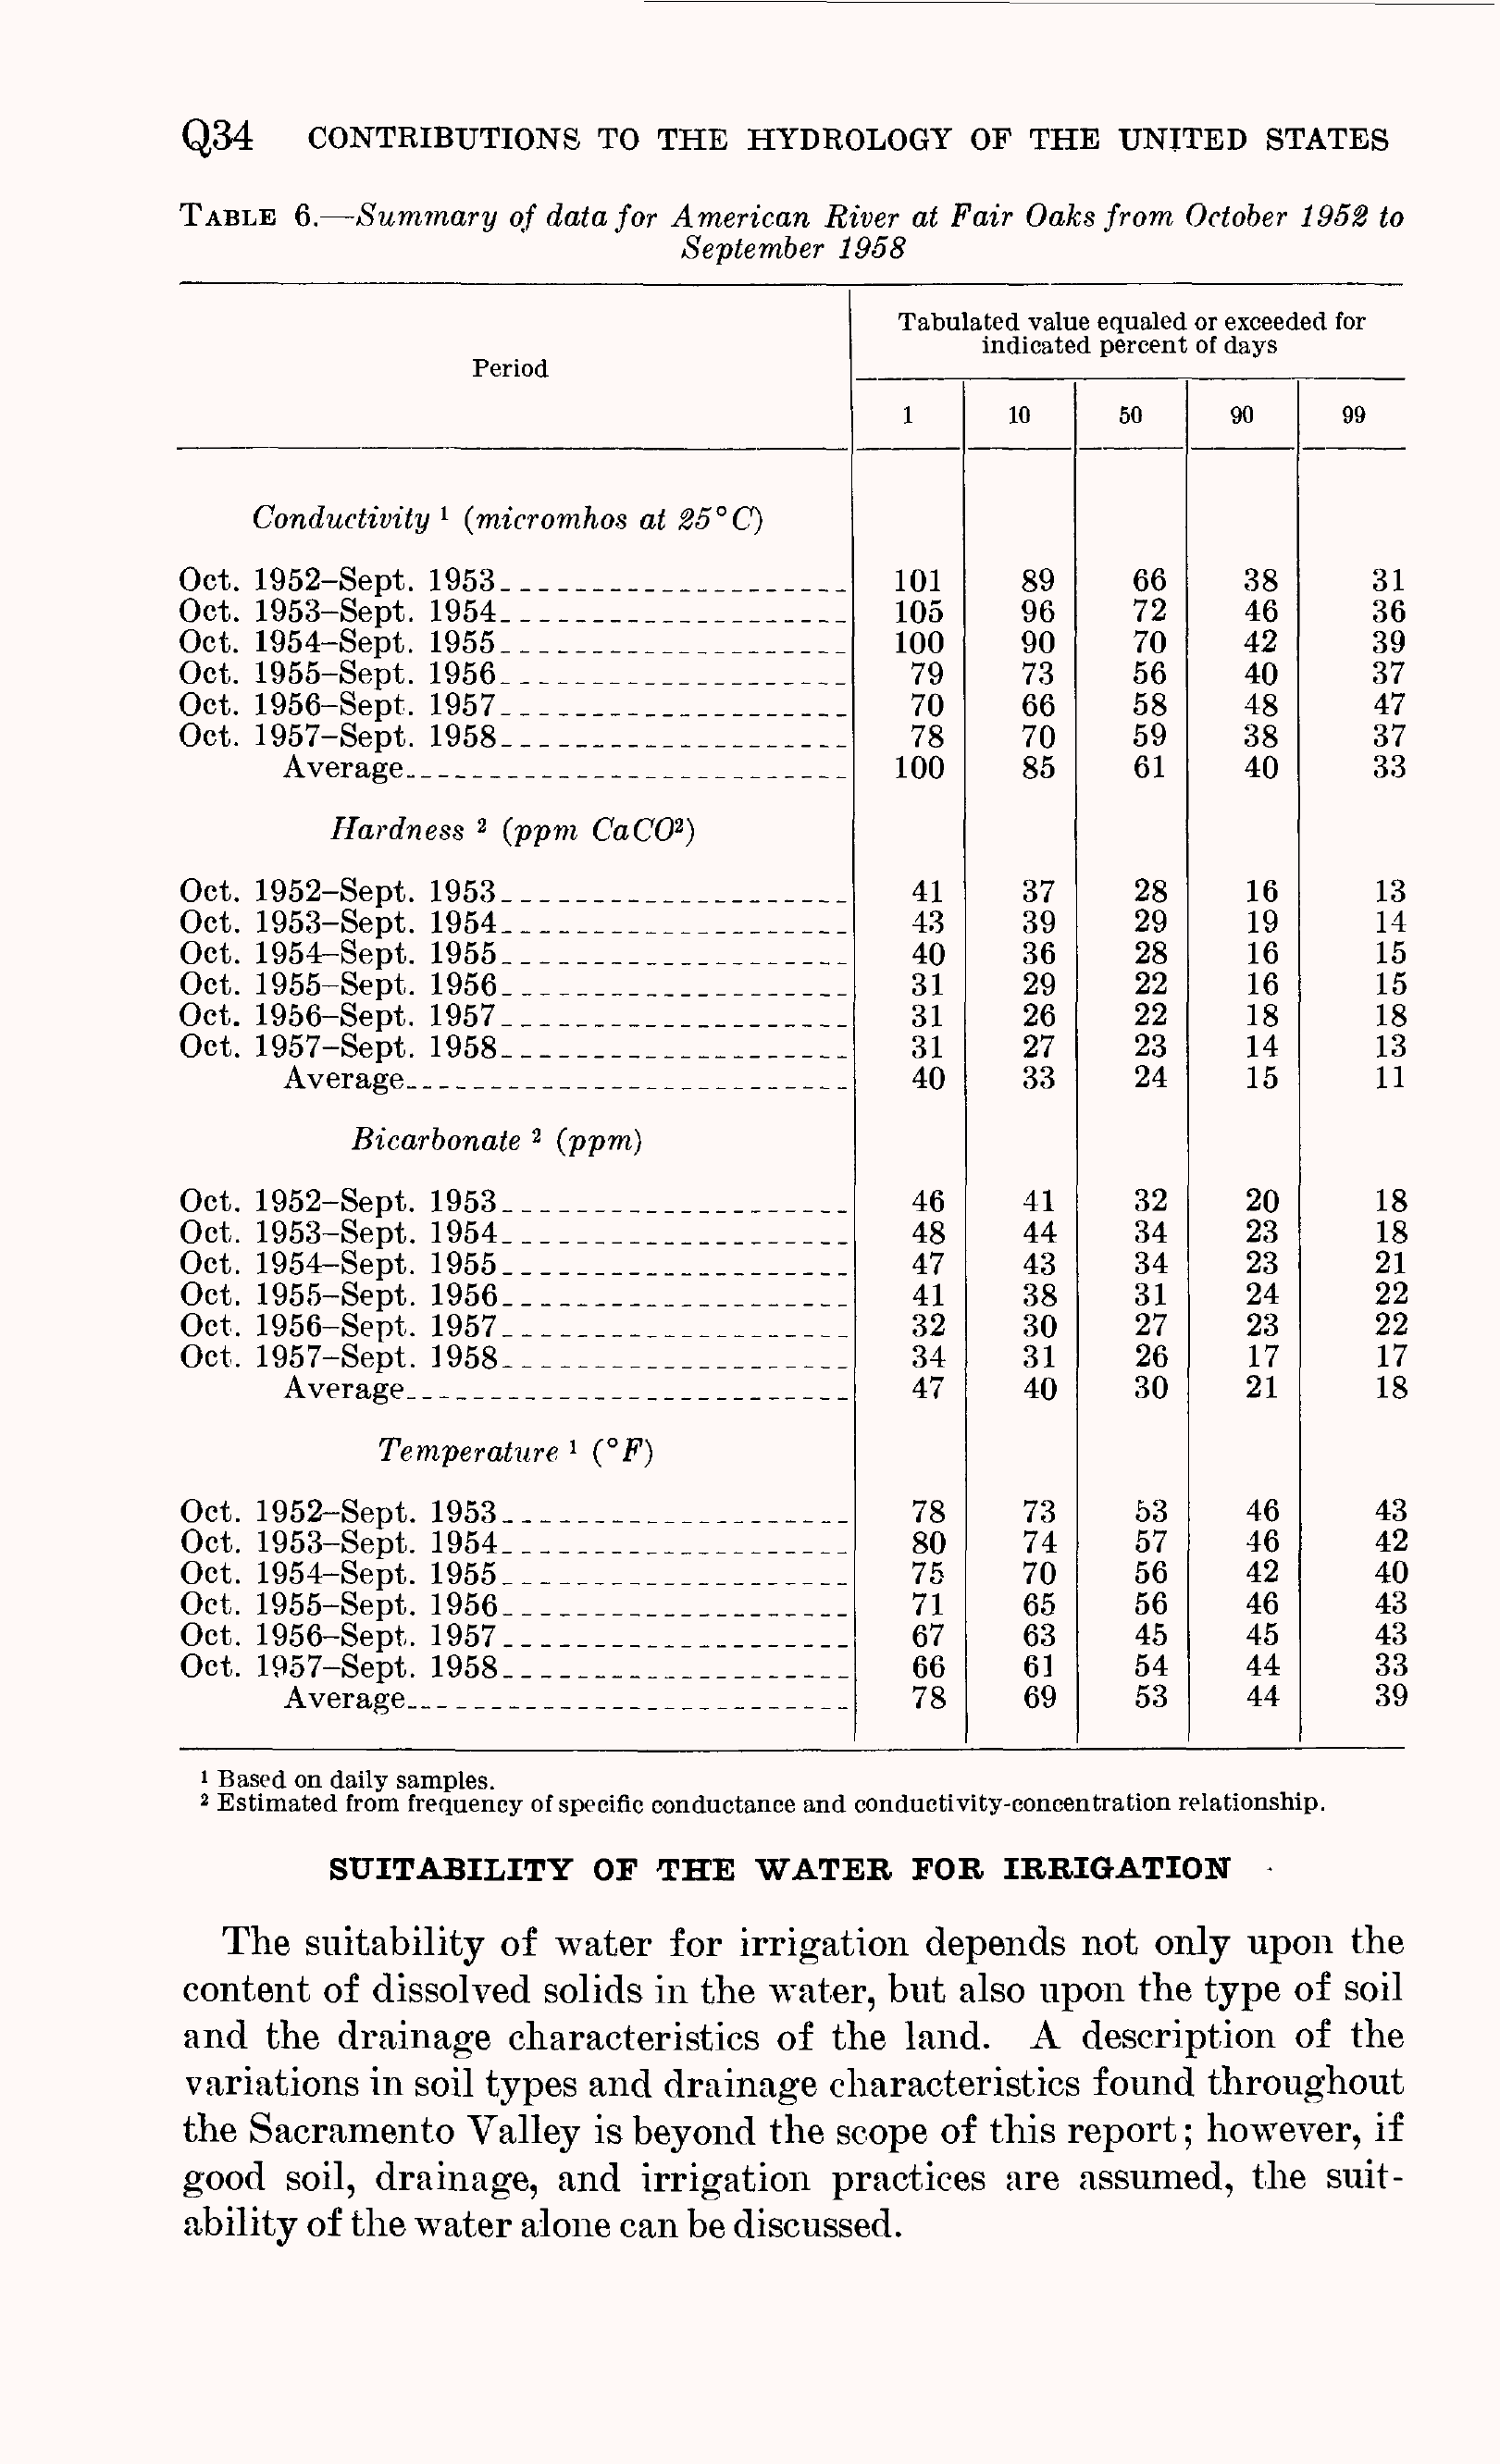 Q34 CONTRIBUTIONS TO THE HYDROLOGY OF THE UNITED STATES
TABLE 6.—Summary of data for American River at Fair Oaks from October 1952 to
September 1958
Tabulated value equaled or exceeded for
indicated percent of days
Period
1 10 50 90 99
Conductivity ¹ (micromhos at 25°C)
Oct. 1952–Sept. 1953 101 89 66 38 31
Oct. 1953–Sept. 1954 105 96 72 46 36
Oct. 1954–Sept. 1955 100 90 70 42 39
Oct. 1955–Sept. 1956 79 73 56 40 37
Oct. 1956–Sept. 1957 70 66 58 48 47
Oct. 1957–Sept. 1958 78 70 59 38 37
Average 100 85 61 40 33
Hardness ² (ppm CaCO²)
Oct. 1952–Sept. 1953 41 37 28 16 13
Oct. 1953–Sept. 1954 43 39 29 19 14
Oct. 1954–Sept. 1955 40 36 28 16 15
Oct. 1955–Sept. 1956 31 29 22 16 15
Oct. 1956–Sept. 1957 31 26 22 18 18
Oct. 1957–Sept. 1958 31 27 23 14 13
Average 40 33 24 15 11
Bicarbonate ² (ppm)
Oct. 1952–Sept. 1953 46 41 32 20 18
Oct. 1953–Sept. 1954 48 44 34 23 18
Oct. 1954–Sept. 1955 47 43 34 23 21
Oct. 1955–Sept. 1956 41 38 31 24 22
Oct. 1956–Sept. 1957 32 30 27 23 22
Oct. 1957–Sept. 1958 34 31 26 17 17
Average 47 40 30 21 18
Temperature ¹ (°F)
Oct. 1952–Sept. 1953 78 73 53 46 43
Oct. 1953–Sept. 1954 80 74 57 46 42
Oct. 1954–Sept. 1955 75 70 56 42 40
Oct. 1955–Sept. 1956 71 65 56 46 43
Oct. 1956–Sept. 1957 67 63 45 45 43
Oct. 1957–Sept. 1958 66 61 54 44 33
Average 78 69 53 44 39
¹ Based on daily samples.
² Estimated from frequency of specific conductance and conductivity-concentration relationship.
SUITABILITY OF THE WATER FOR IRRIGATION
The suitability of water for irrigation depends not only upon the
content of dissolved solids in the water, but also upon the type of soil
and the drainage characteristics of the land. A description of the
variations in soil types and drainage characteristics found throughout
the Sacramento Valley is beyond the scope of this report; however, if
good soil, drainage, and irrigation practices are assumed, the suit-
ability of the water alone can be discussed.